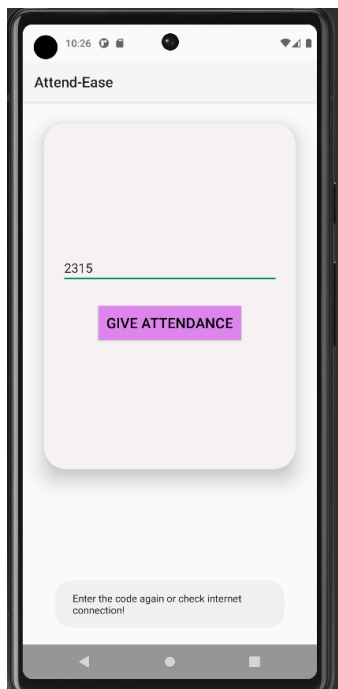 10:26
Attend-Ease
2315
GIVE ATTENDANCE
Enter the code again or check internet
connection!